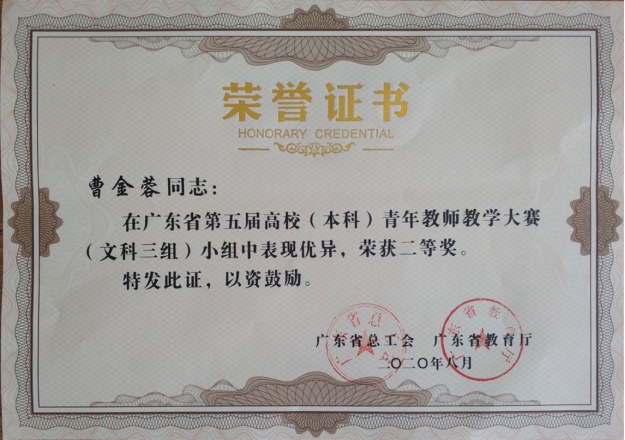 荣誉证书
HONORARY CREDENTIAL
曹金蓉同志：
在广东省第五届高校（本科）青年教师教学大赛
（文科三组）小组中表现优异，荣获二等奖。
特发此证，以资鼓励。
广东省总工会 广东省教育厅
二〇二〇年八月